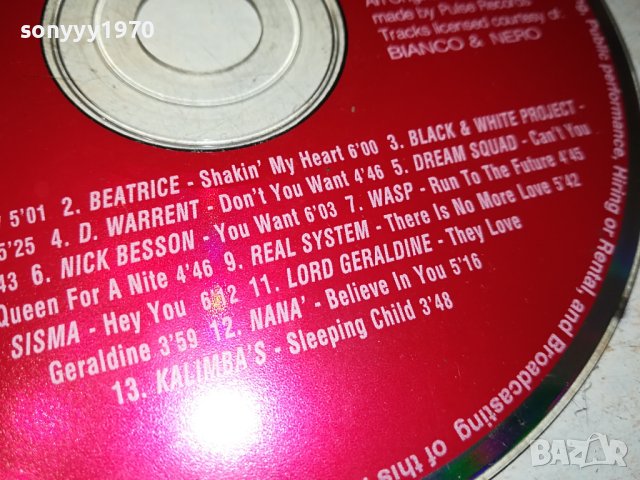 sonyyy1970
made by Pulse Records
Tracks licensed courtesy of:
BIANCO & NERO
5'01 2. BEATRICE - Shakin' My Heart 6'00 3. BLACK & WHITE PROJECT -
5'25 4. D. WARRENT - Don't You Want 4'46 5. DREAM SQUAD - Can't You
43 6. NICK BESSON - You Want 6'03 7. WASP - Run To The Future 4'45
Queen For A Nite 4'46 9. REAL SYSTEM - There Is No More Love 5'42
SISMA - Hey You 6 12 11. LORD GERALDINE - They Love
Geraldine 3'59 12. NANA' - Believe In You 5'16
13. KALIMBA'S - Sleeping Child 3'48
Public performance, Hiring or Rental, and Broadcasting of this
BAZAR